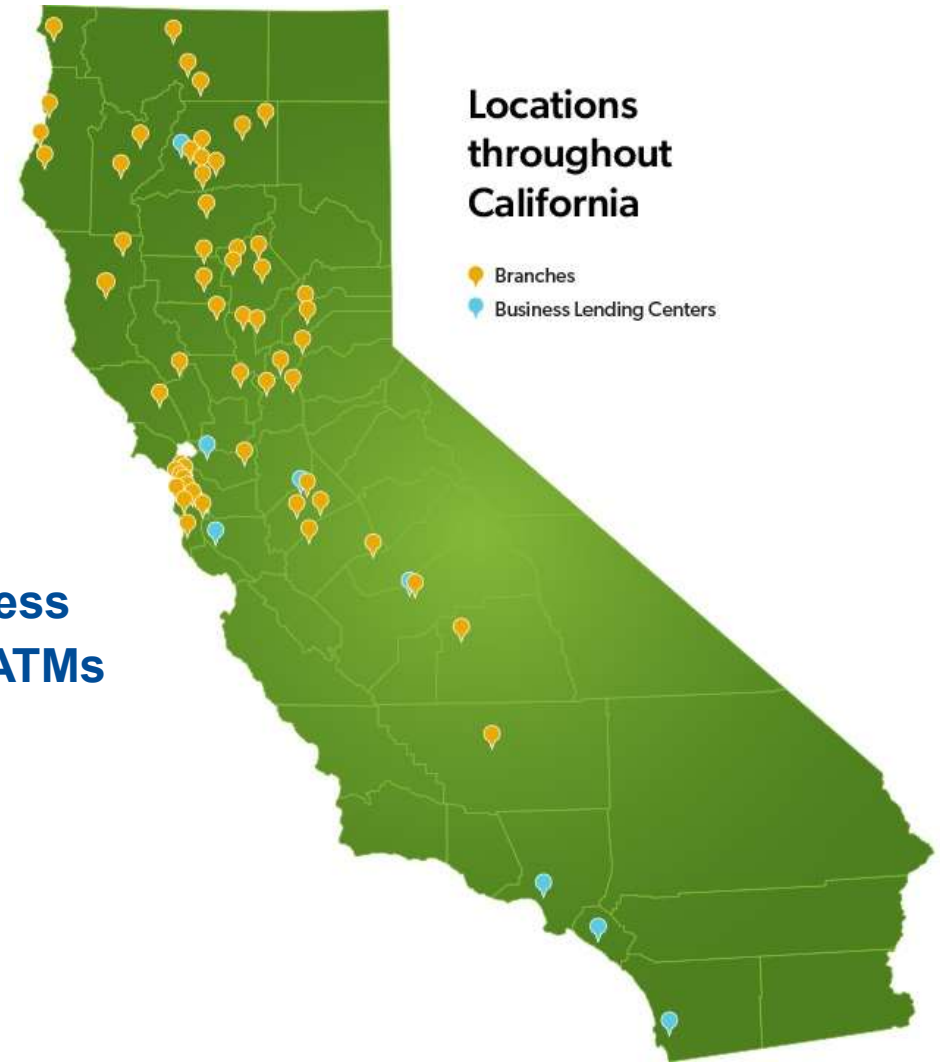 Locations
throughout
California
Branches
Business Lending Centers
ess
ATMs